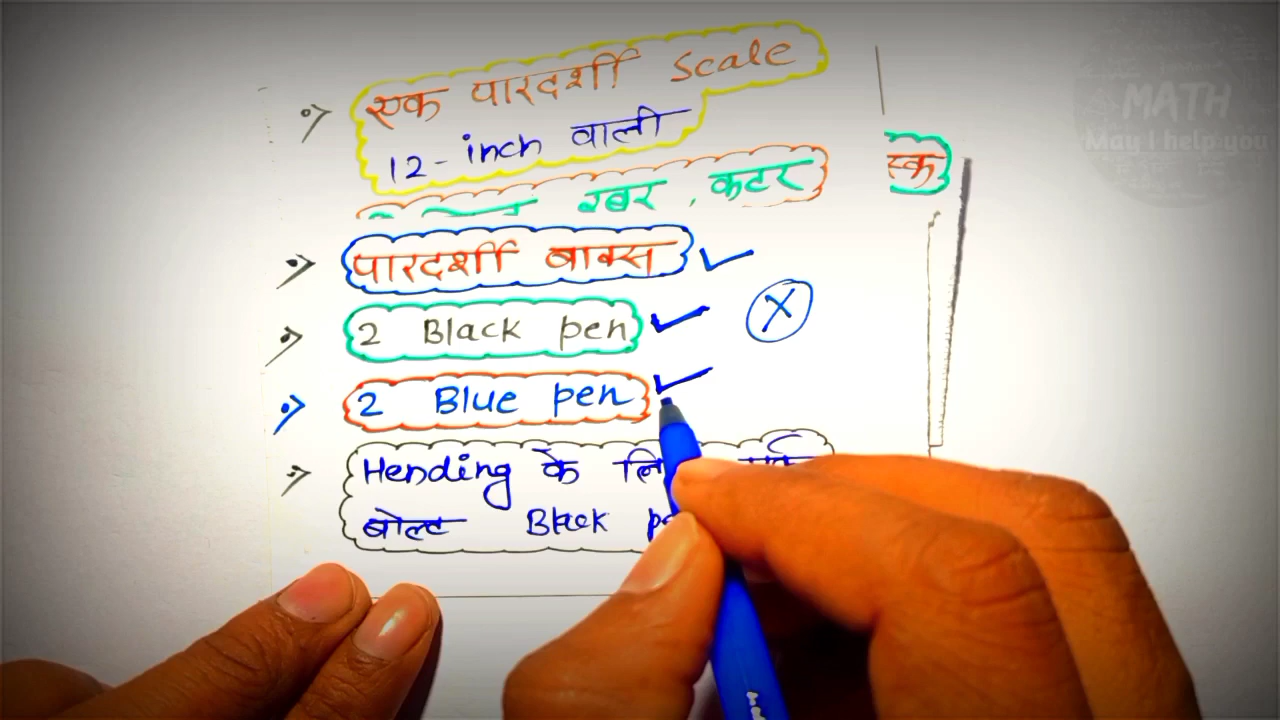 एक पारदर्शी Scale
12-inch वाली
रबर, कटर
पारदर्शी बाक्स
2 Black pen
X
2 Blue pen
Hending के
बोल्ट Black
स्क
MATH
May I help you